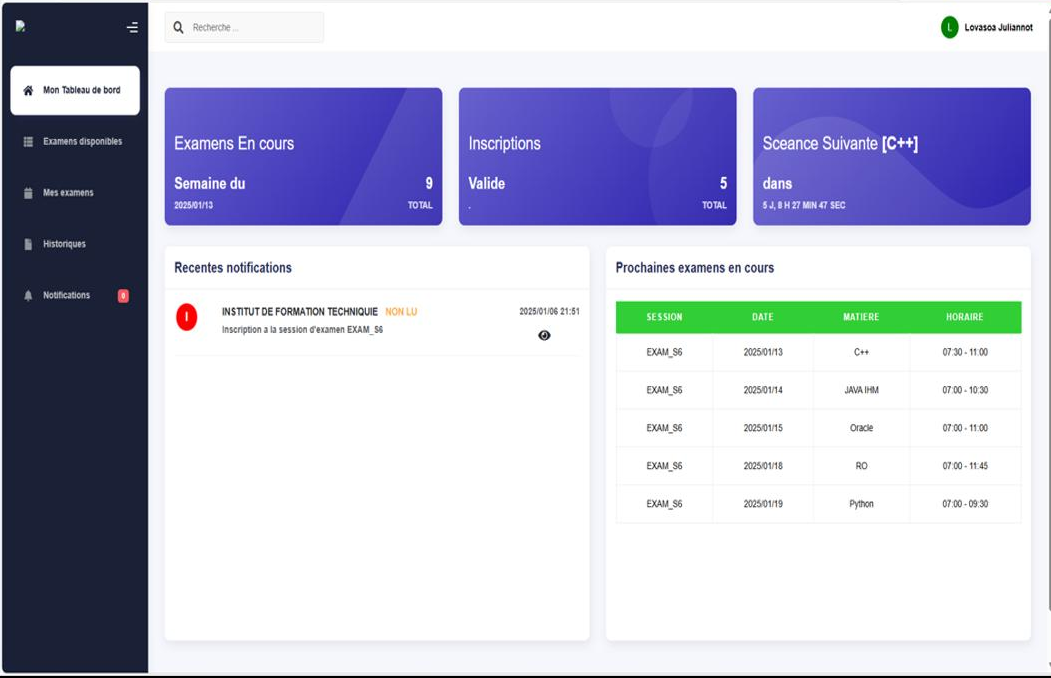 Recherche ...
L Lovasoa Juliannot
Mon Tableau de bord
Examens disponibles
Mes examens
Historiques
Notifications 0
Examens En cours
Semaine du 9
2025/01/13 TOTAL
Inscriptions
Valide 5
. TOTAL
Sceance Suivante [C++]
dans
5 J, 8 H 27 MIN 47 SEC
Recentes notifications
I INSTITUT DE FORMATION TECHNIQUIE NON LU 2025/01/06 21:51
Inscription a la session d'examen EXAM_S6
Prochaines examens en cours
SESSION DATE MATIERE HORAIRE
EXAM_S6 2025/01/13 C++ 07:30 - 11:00
EXAM_S6 2025/01/14 JAVA IHM 07:00 - 10:30
EXAM_S6 2025/01/15 Oracle 07:00 - 11:00
EXAM_S6 2025/01/18 RO 07:00 - 11:45
EXAM_S6 2025/01/19 Python 07:00 - 09:30